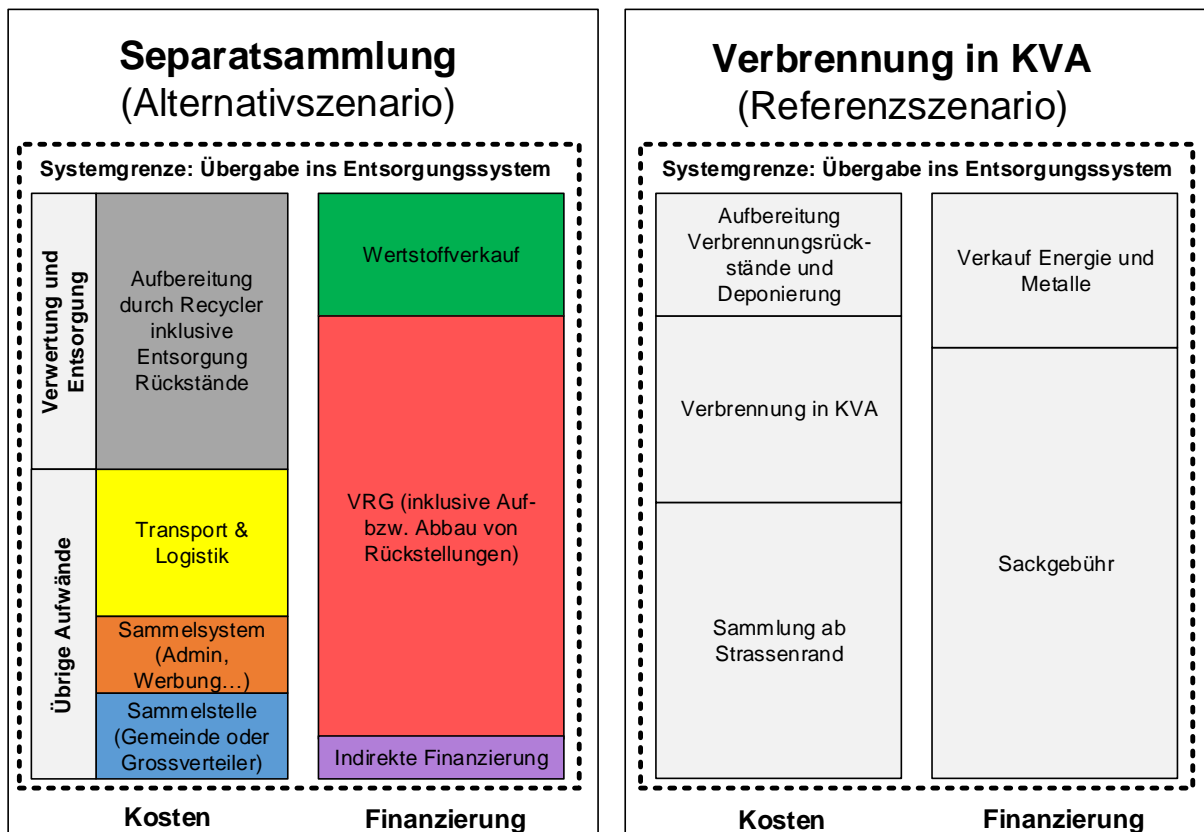 Separatsammlung
(Alternativszenario)
Systemgrenze: Übergabe ins Entsorgungssystem
Verwertung und
Entsorgung
Aufbereitung
durch Recycler
inklusive
Entsorgung
Rückstände
Übrige Aufwände
Transport &
Logistik
Sammelsystem
(Admin,
Werbung…)
Sammelstelle
(Gemeinde oder
Grossverteiler)
Kosten
Wertstoffverkauf
VRG (inklusive Auf-
bzw. Abbau von
Rückstellungen)
Indirekte Finanzierung
Finanzierung
Verbrennung in KVA
(Referenzszenario)
Systemgrenze: Übergabe ins Entsorgungssystem
Aufbereitung
Verbrennungsrück-
stände und
Deponierung
Verbrennung in KVA
Sammlung ab
Strassenrand
Kosten
Verkauf Energie und
Metalle
Sackgebühr
Finanzierung